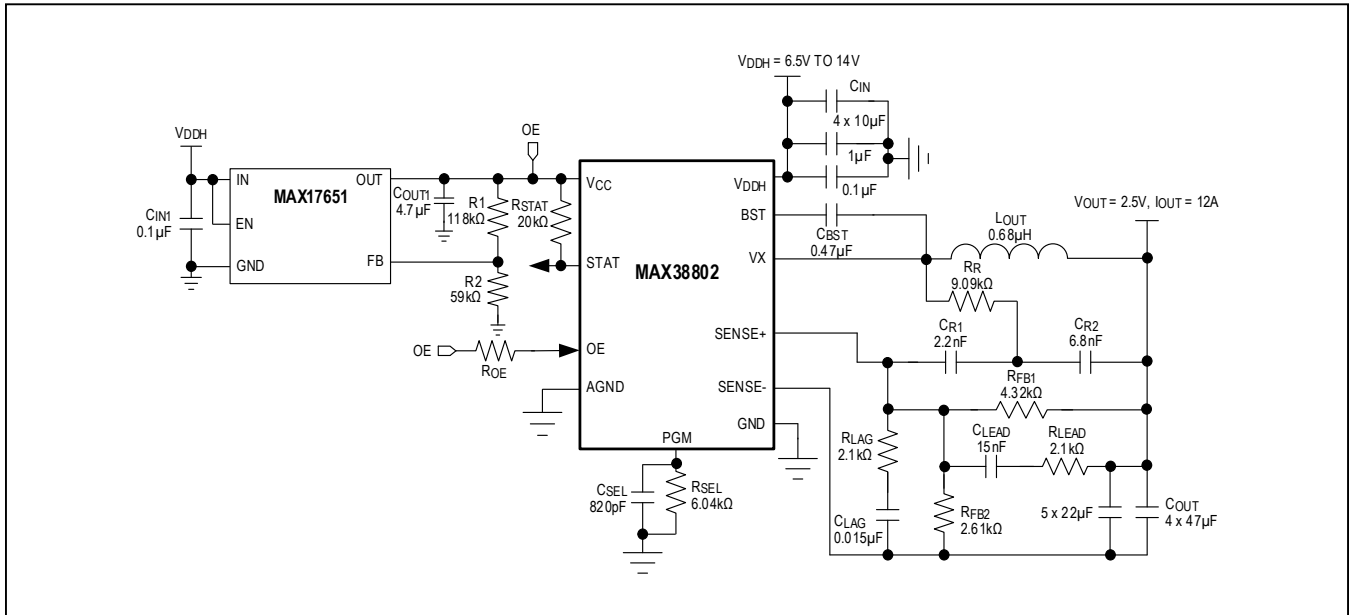 VDDH = 6.5V TO 14V
CIN
4 x 10µF
1µF
0.1µF
VDDH
IN
EN
GND
MAX17651
OUT
FB
CIN1
0.1µF
COUT1
4.7µF
R1
118kΩ
R2
59kΩ
OE
RSTAT
20kΩ
OE
ROE
MAX38802
VCC
STAT
OE
AGND
PGM
VDDH
BST
VX
SENSE+
SENSE-
GND
CSEL
820pF
RSEL
6.04kΩ
CBST
0.47µF
LOUT
0.68µH
VOUT = 2.5V, IOUT = 12A
RR
9.09kΩ
CR1
2.2nF
CR2
6.8nF
RFB1
4.32kΩ
RLAG
2.1kΩ
CLEAD
15nF
RLEAD
2.1kΩ
CLAG
0.015µF
RFB2
2.61kΩ
5 x 22µF
COUT
4 x 47µF